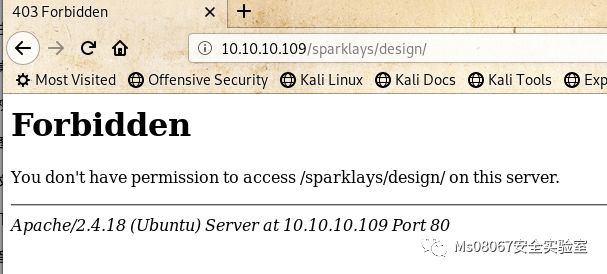 403 Forbidden
10.10.10.109/sparklays/design/
Most Visited Offensive Security Kali Linux Kali Docs Kali Tools Exp
Forbidden
You don't have permission to access /sparklays/design/ on this server.
Apache/2.4.18 (Ubuntu) Server at 10.10.10.109 Port 80
Ms08067安全实验室